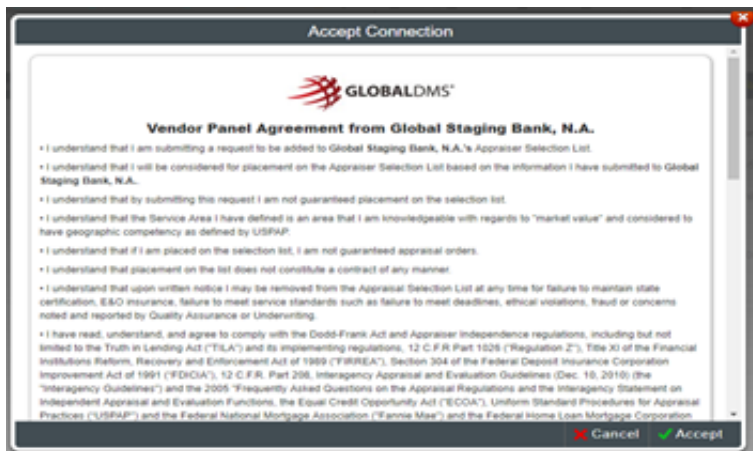 Accept Connection
GLOBALDMS
Vendor Panel Agreement from Global Staging Bank, N.A.
• I understand that I am submitting a request to be added to Global Staging Bank, N.A.'s Appraiser Selection List.
• I understand that I will be considered for placement on the Appraiser Selection List based on the information I have submitted to Global
Staging Bank, N.A..
• I understand that by submitting this request I am not guaranteed placement on the selection list.
• I understand that the Service Area I have defined is an area that I am knowledgeable with regards to "market value" and considered to
have geographic competency as defined by USPAP.
• I understand that if I am placed on the selection list, I am not guaranteed appraisal orders.
• I understand that placement on the list does not constitute a contract of any manner.
• I understand that upon written notice I may be removed from the Appraisal Selection List at any time for failure to maintain state
certification, E&O insurance, failure to meet service standards such as failure to meet deadlines, ethical violations, fraud or concerns
noted and reported by Quality Assurance or Underwriting.
• I have read, understand, and agree to comply with the Dodd-Frank Act and Appraiser Independence regulations, including but not
limited to the Truth in Lending Act ("TILA") and its implementing regulations, 12 C.F.R Part 1026 ("Regulation Z"), Title XI of the Financial
Institutions Reform, Recovery and Enforcement Act of 1989 ("FIRREA"), Section 304 of the Federal Deposit Insurance Corporation
Improvement Act of 1991 ("FDICIA"), 12 C.F.R. Part 208, Interagency Appraisal and Evaluation Guidelines (Dec. 10, 2010) (the
"Interagency Guidelines") and the 2005 "Frequently Asked Questions on the Appraisal Regulations and the Interagency Statement on
Independent Appraisal and Evaluation Functions, the Equal Credit Opportunity Act ("ECOA"), Uniform Standard Procedures for Appraisal
Practices ("USPAP") and the Federal National Mortgage Association ("Fannie Mae") and the Federal Home Loan Mortgage Corporation
Cancel Accept